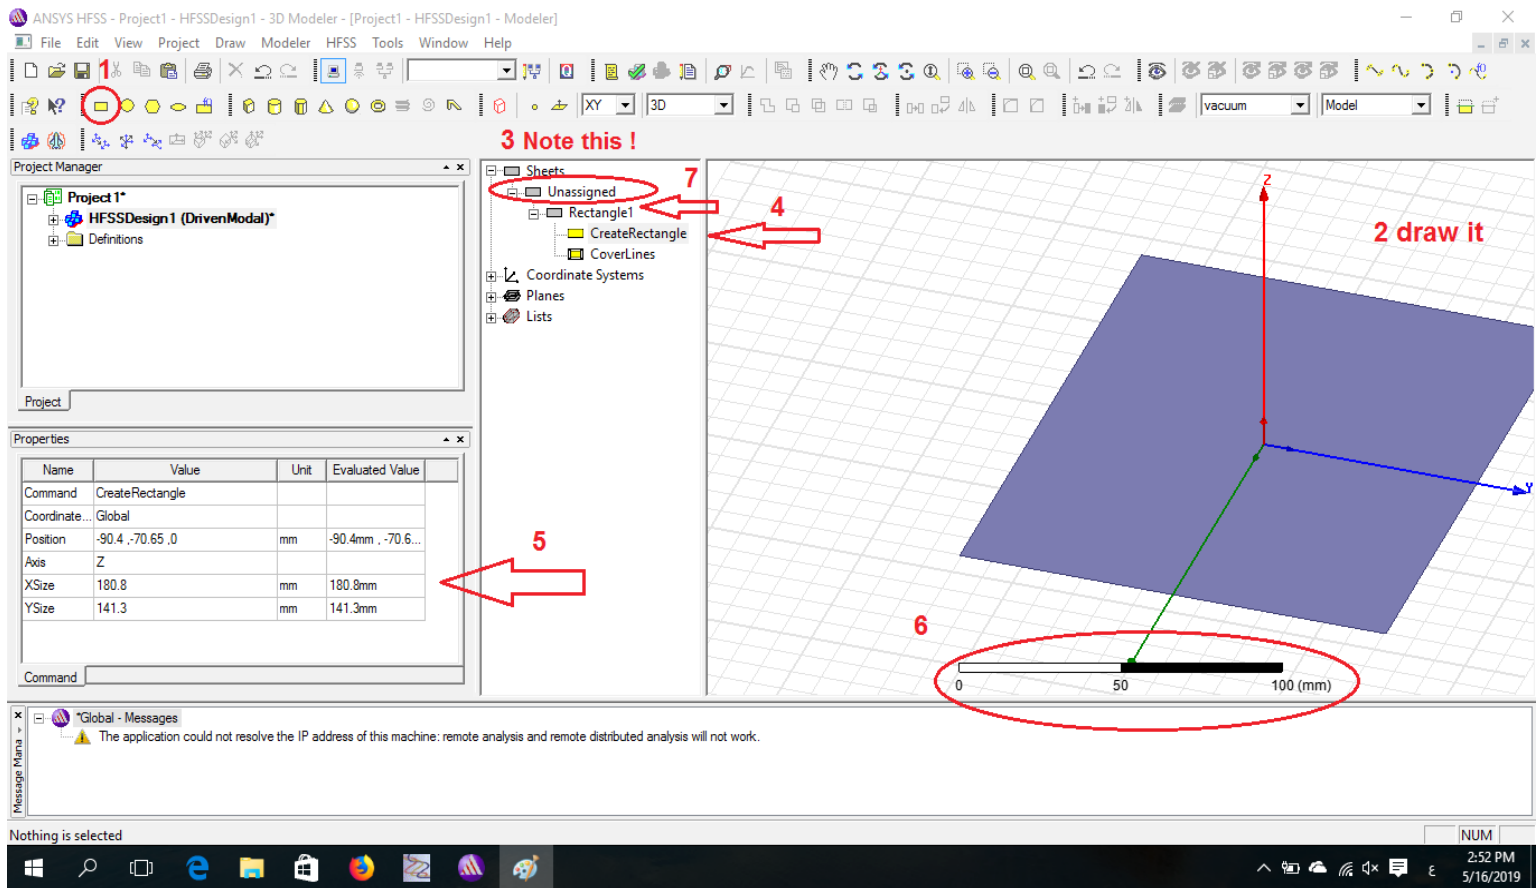 ANSYS HFSS - Project1 - HFSSDesign1 - 3D Modeler - [Project1 - HFSSDesign1 - Modeler]
File Edit View Project Draw Modeler HFSS Tools Window Help
1
XY 3D vacuum Model
3 Note this !
Project Manager
Project1*
HFSSDesign1 (DrivenModal)*
Definitions
Project
Sheets
Unassigned
7
Rectangle1
4
CreateRectangle
CoverLines
Coordinate Systems
Planes
Lists
Z
2 draw it
Y
Properties
Name Value Unit Evaluated Value
Command CreateRectangle
Coordinate... Global
Position -90.4 ,-70.65 ,0 mm -90.4mm , -70.6...
Axis Z
XSize 180.8 mm 180.8mm
YSize 141.3 mm 141.3mm
Command
5
6
0 50 100 (mm)
Message Mana
*Global - Messages
The application could not resolve the IP address of this machine: remote analysis and remote distributed analysis will not work.
Nothing is selected
NUM
ع
2:52 PM
5/16/2019